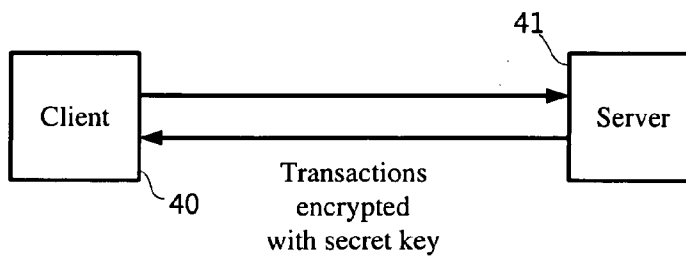 41
Client
Server
40
Transactions
encrypted
with secret key